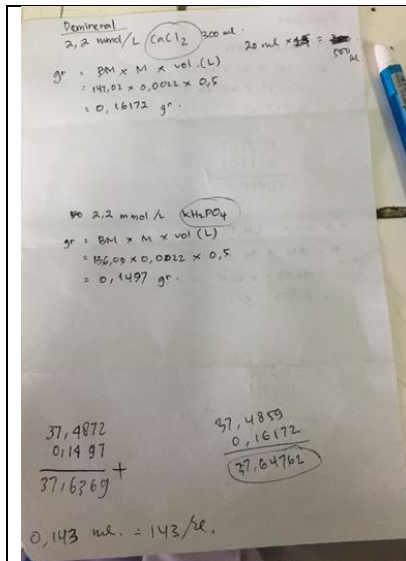 Demineral
2,2 mmol/L CaCl2 300 ml.
20 ml × = 500 ml
gr = BM × M × vol.(L)
= 147,02 × 0,0022 × 0,5
= 0,16172 gr.
2,2 mmol/L KH2PO4
gr = BM × M × vol (L)
= 136,09 × 0,0022 × 0,5
= 0,1497 gr.
37,4872
0,1497
37,6369 +
37,4859
0,16172
37,64762
0,143 ml. = 143